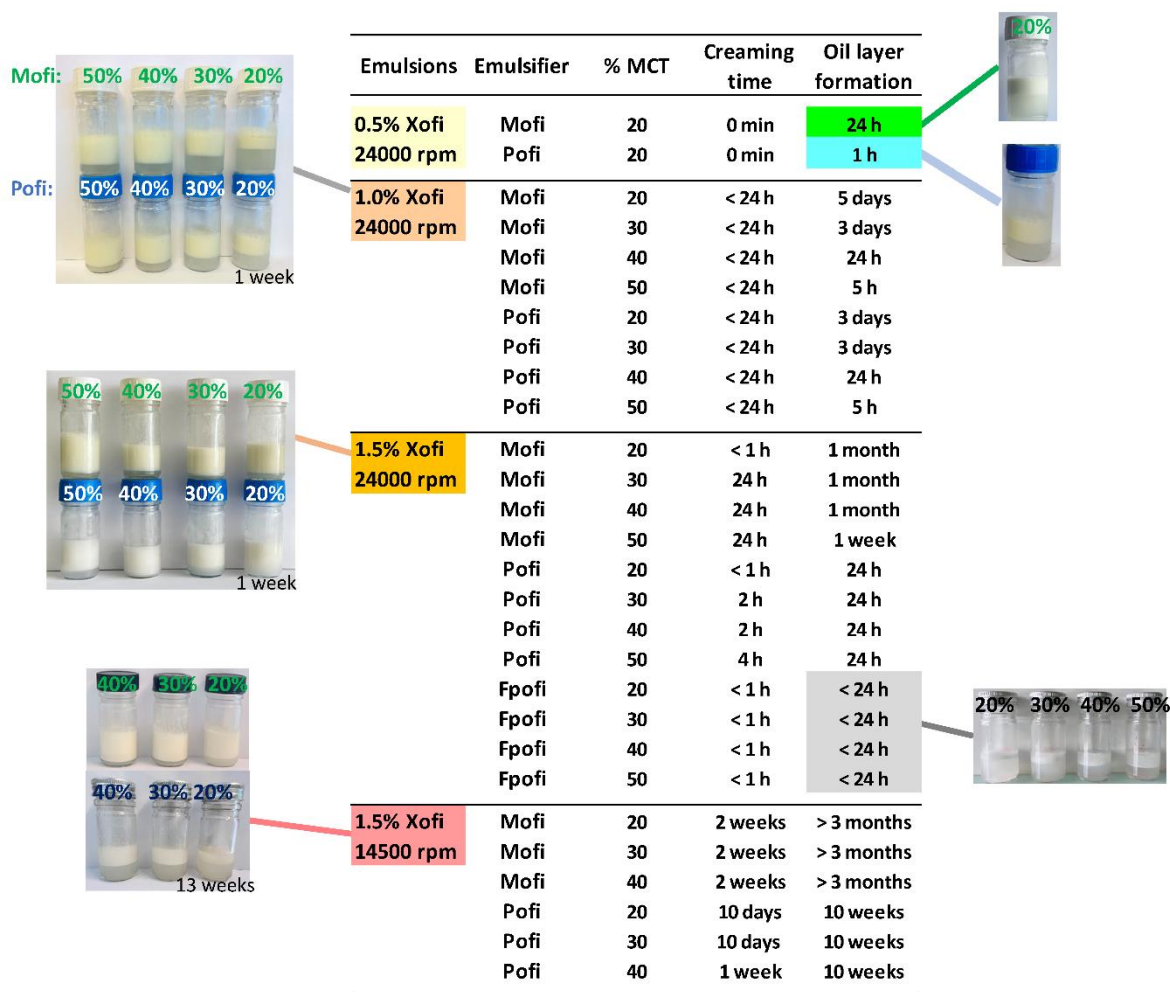 Mofi: 50% 40% 30% 20%
Pofi: 50% 40% 30% 20%
1 week
50% 40% 30% 20%
50% 40% 30% 20%
1 week
40% 30% 20%
40% 30% 20%
13 weeks
Emulsions Emulsifier % MCT Creaming time Oil layer formation
0.5% Xofi Mofi 20 0 min 24 h
24000 rpm Pofi 20 0 min 1 h
1.0% Xofi Mofi 20 < 24 h 5 days
24000 rpm Mofi 30 < 24 h 3 days
Mofi 40 < 24 h 24 h
Mofi 50 < 24 h 5 h
Pofi 20 < 24 h 3 days
Pofi 30 < 24 h 3 days
Pofi 40 < 24 h 24 h
Pofi 50 < 24 h 5 h
1.5% Xofi Mofi 20 < 1 h 1 month
24000 rpm Mofi 30 24 h 1 month
Mofi 40 24 h 1 month
Mofi 50 24 h 1 week
Pofi 20 < 1 h 24 h
Pofi 30 2 h 24 h
Pofi 40 2 h 24 h
Pofi 50 4 h 24 h
Fpofi 20 < 1 h < 24 h
Fpofi 30 < 1 h < 24 h
Fpofi 40 < 1 h < 24 h
Fpofi 50 < 1 h < 24 h
1.5% Xofi Mofi 20 2 weeks > 3 months
14500 rpm Mofi 30 2 weeks > 3 months
Mofi 40 2 weeks > 3 months
Pofi 20 10 days 10 weeks
Pofi 30 10 days 10 weeks
Pofi 40 1 week 10 weeks
20%
20% 30% 40% 50%